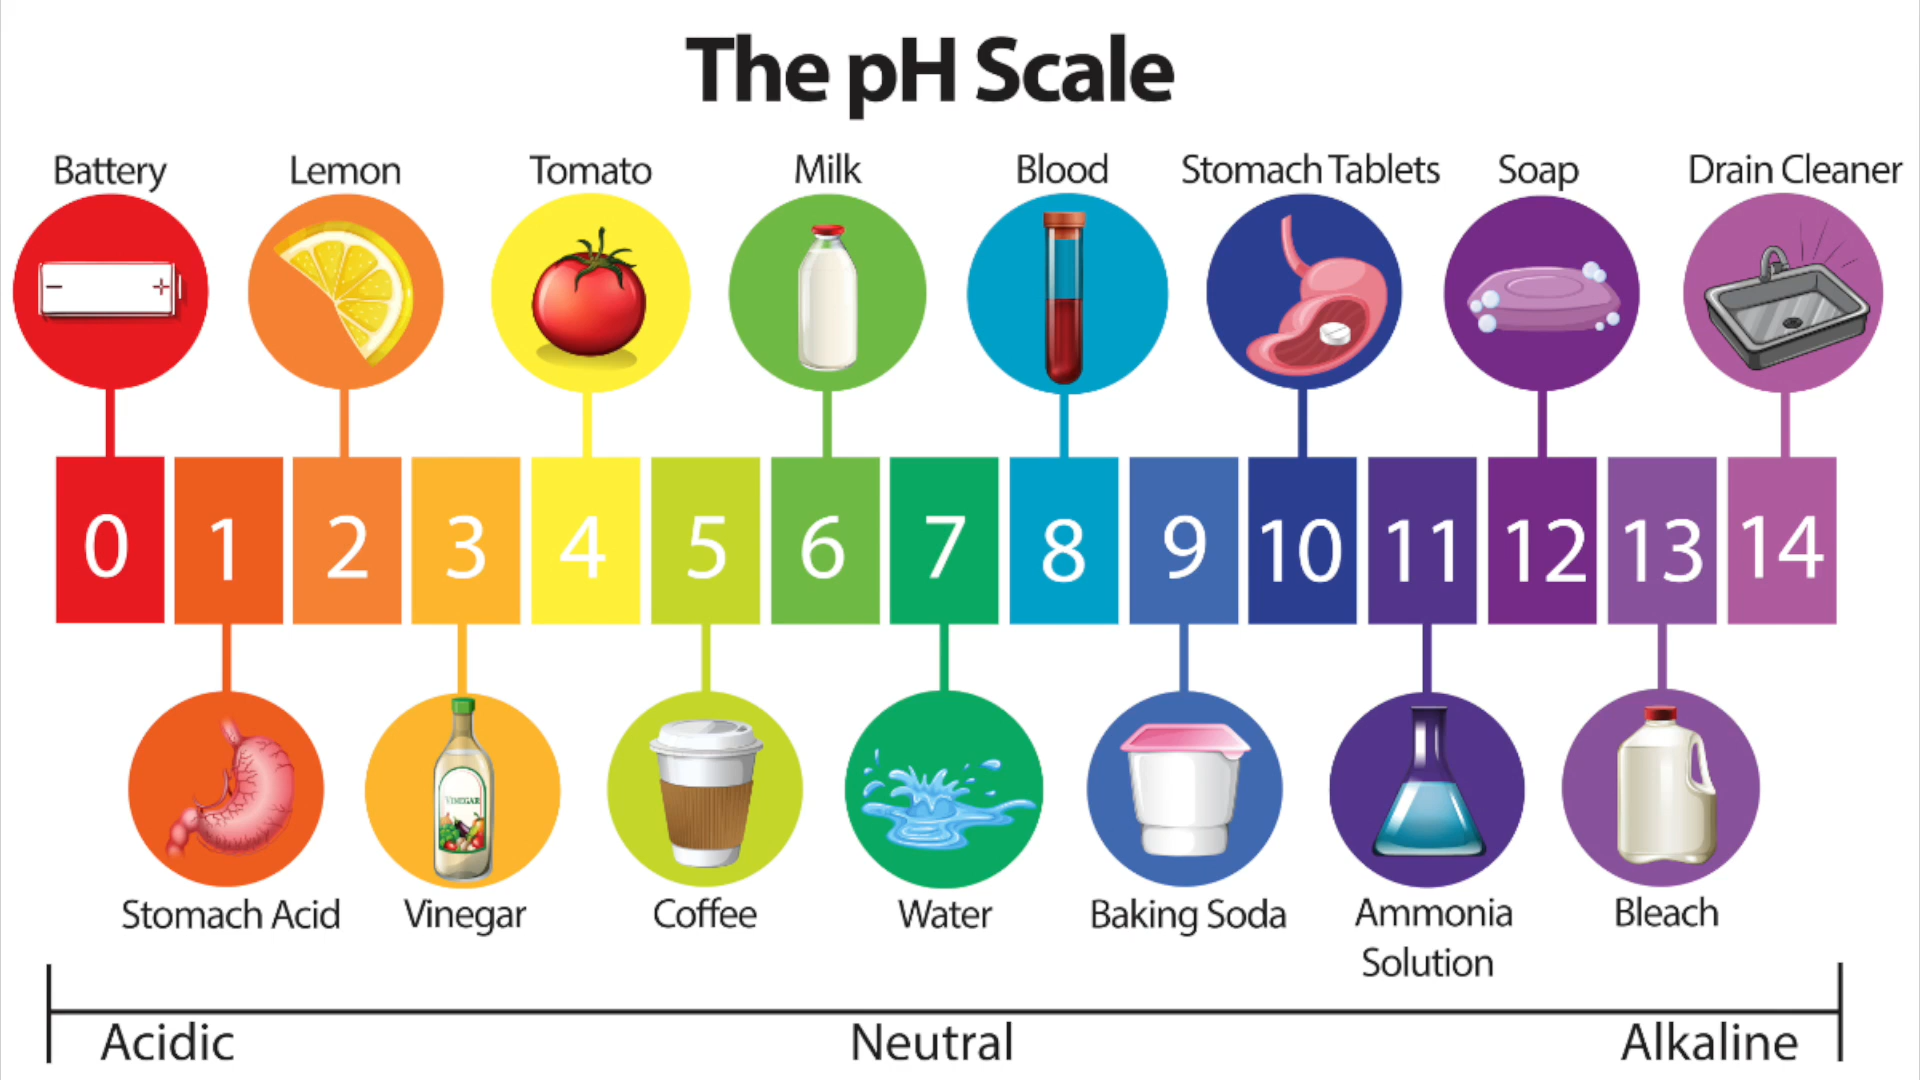 The pH Scale
Battery Lemon Tomato Milk Blood Stomach Tablets Soap Drain Cleaner
− +
0 1 2 3 4 5 6 7 8 9 10 11 12 13 14
VINEGAR
Stomach Acid Vinegar Coffee Water Baking Soda Ammonia Bleach
Solution
Acidic Neutral Alkaline